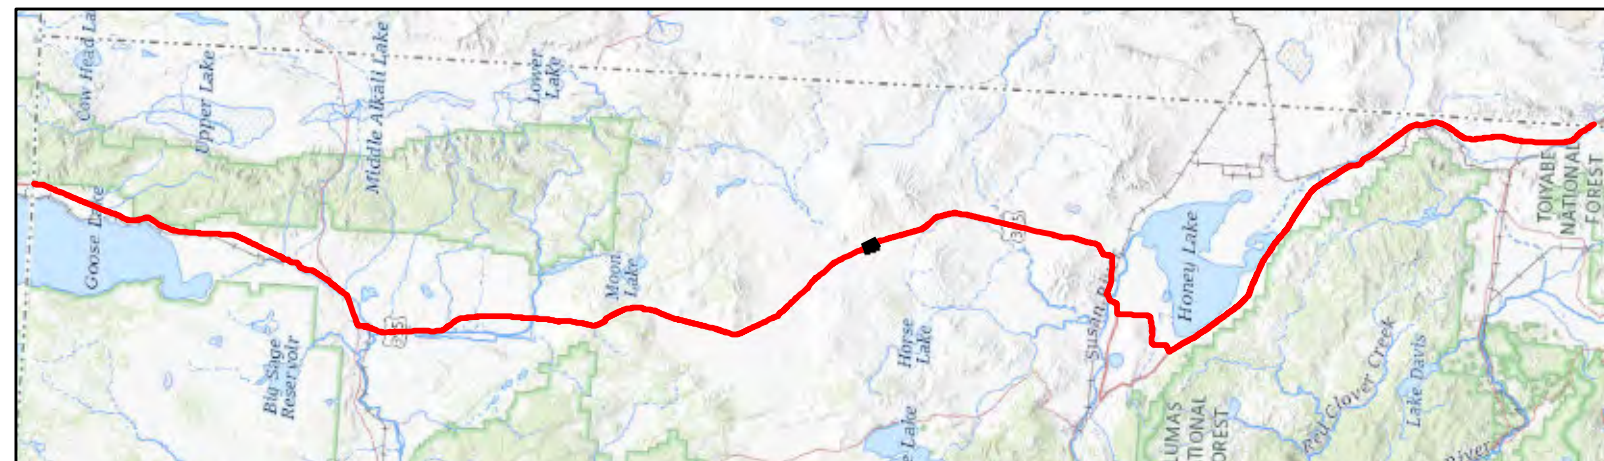 Cow Head La
Upper Lake
Middle Alkali Lake
Lower
Lake
Goose Lake
Big Sage
Reservoir
395
Moon
Lake
Horse
Lake
e Lake
395
Susan Ri
Honey Lake
LUMAS
TIONAL
OREST
Red Clover Creek
Lake Davis
River
TOIYABE
NATIONAL
FOREST